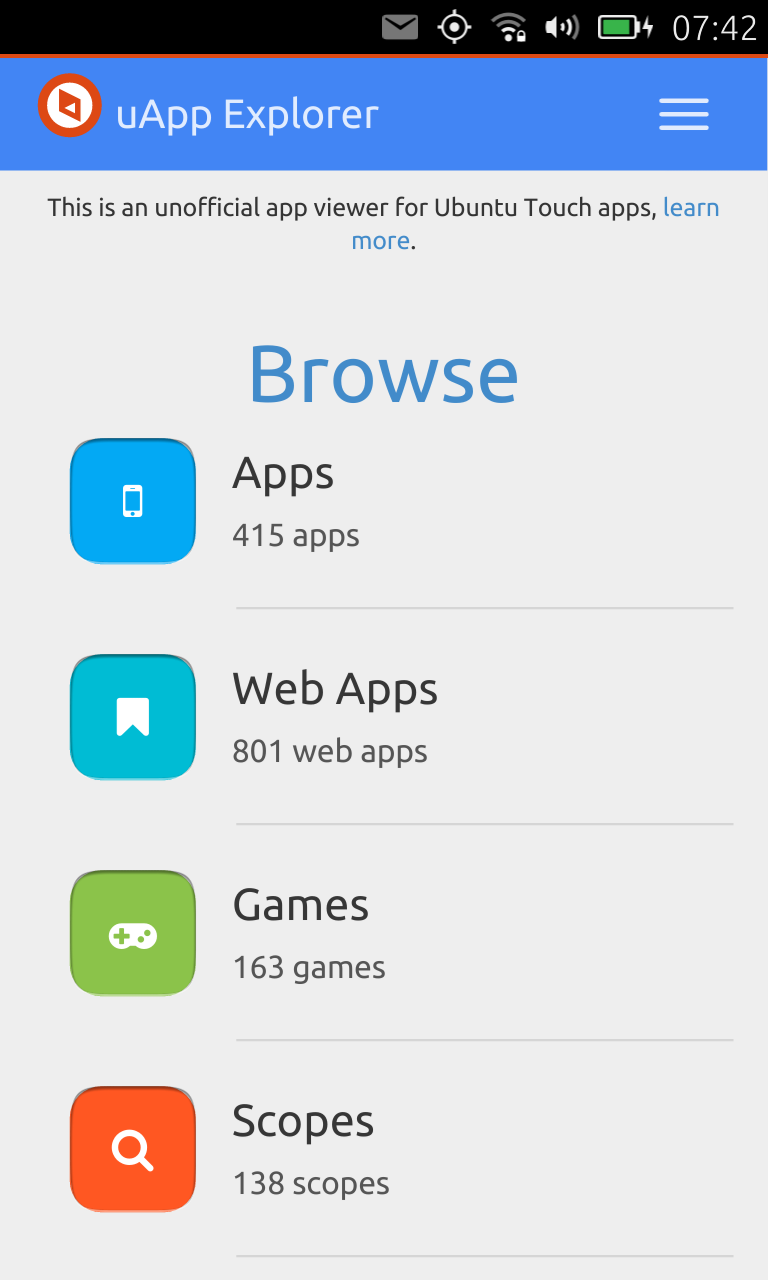 07:42
uApp Explorer
This is an unofficial app viewer for Ubuntu Touch apps, learn
more.
Browse
Apps
415 apps
Web Apps
801 web apps
Games
163 games
Scopes
138 scopes